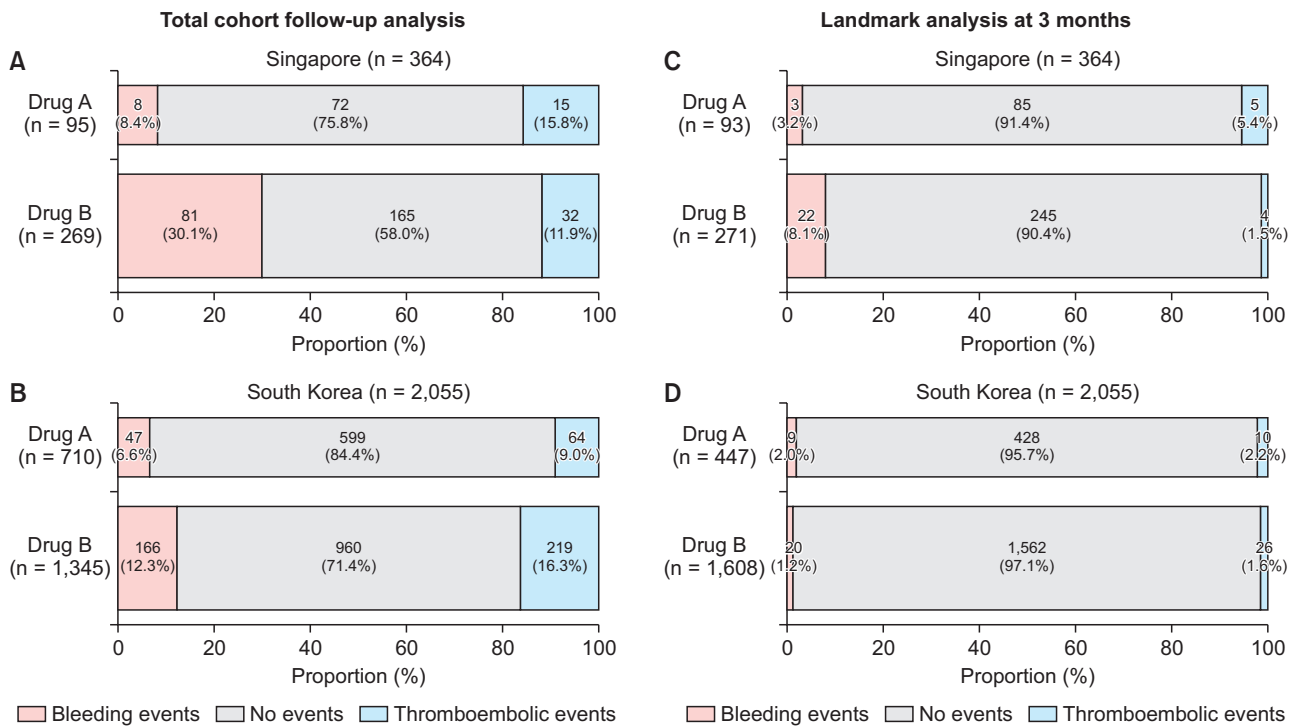 Total cohort follow-up analysis
A
Singapore (n = 364)
Drug A
(n = 95)
8
(8.4%)
72
(75.8%)
15
(15.8%)
Drug B
(n = 269)
81
(30.1%)
165
(58.0%)
32
(11.9%)
0 20 40 60 80 100
Proportion (%)
B
South Korea (n = 2,055)
Drug A
(n = 710)
47
(6.6%)
599
(84.4%)
64
(9.0%)
Drug B
(n = 1,345)
166
(12.3%)
960
(71.4%)
219
(16.3%)
0 20 40 60 80 100
Proportion (%)
Bleeding events No events Thromboembolic events
Landmark analysis at 3 months
C
Singapore (n = 364)
Drug A
(n = 93)
3
(3.2%)
85
(91.4%)
5
(5.4%)
Drug B
(n = 271)
22
(8.1%)
245
(90.4%)
4
(1.5%)
0 20 40 60 80 100
Proportion (%)
D
South Korea (n = 2,055)
Drug A
(n = 447)
9
(2.0%)
428
(95.7%)
10
(2.2%)
Drug B
(n = 1,608)
20
(1.2%)
1,562
(97.1%)
26
(1.6%)
0 20 40 60 80 100
Proportion (%)
Bleeding events No events Thromboembolic events